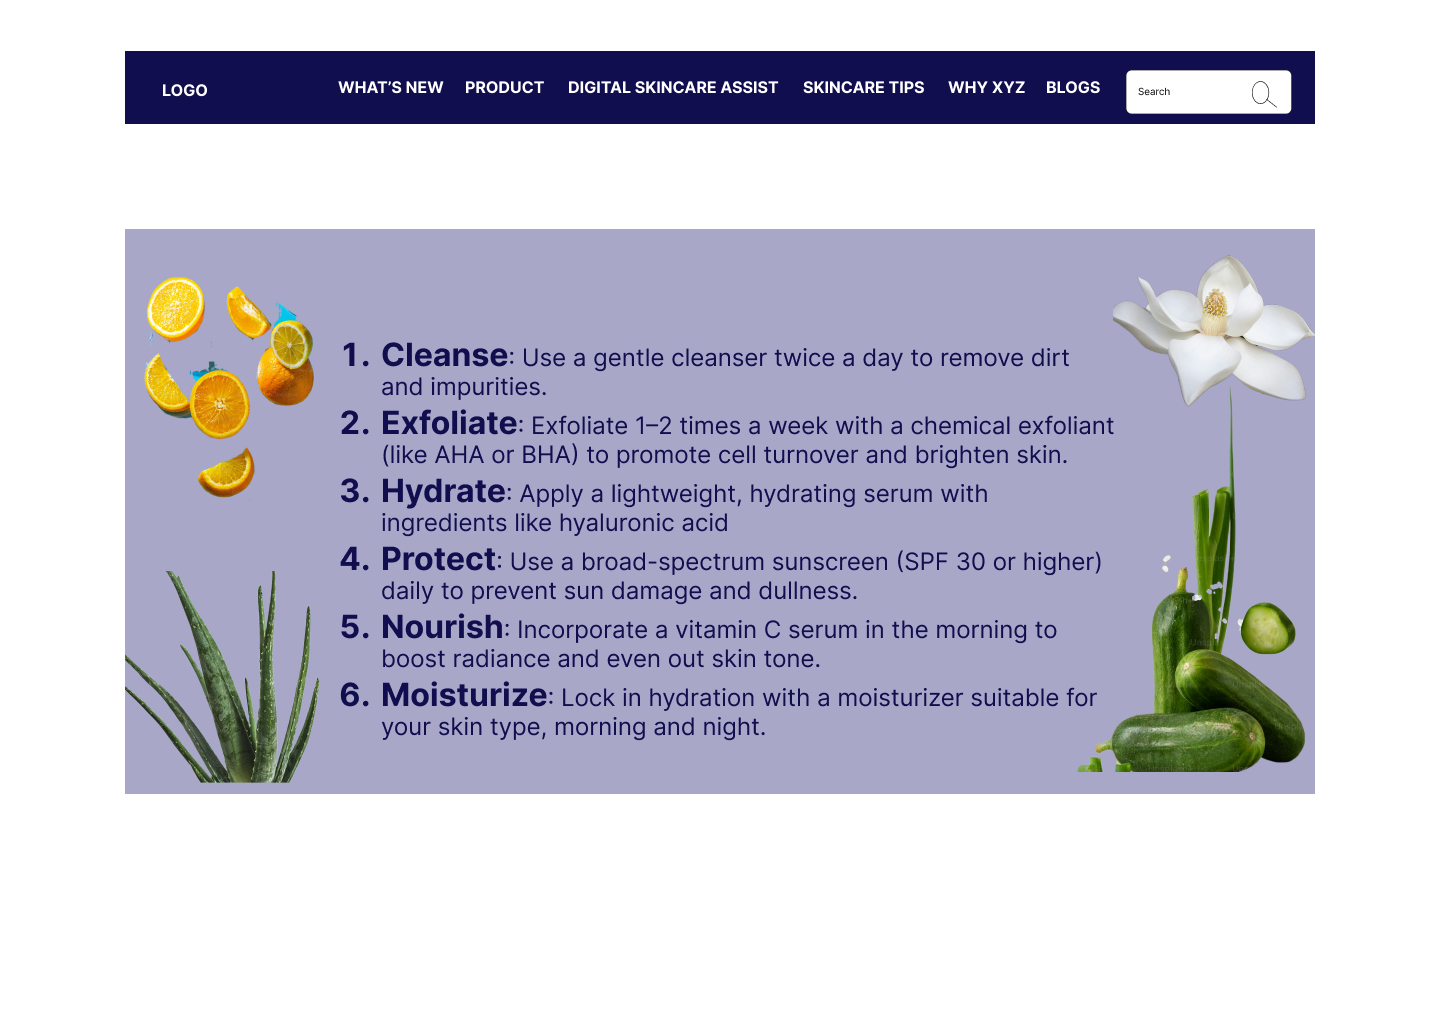 LOGO
WHAT’S NEW
PRODUCT
DIGITAL SKINCARE ASSIST
SKINCARE TIPS
WHY XYZ
BLOGS
Search
1. Cleanse: Use a gentle cleanser twice a day to remove dirt
and impurities.
2. Exfoliate: Exfoliate 1–2 times a week with a chemical exfoliant
(like AHA or BHA) to promote cell turnover and brighten skin.
3. Hydrate: Apply a lightweight, hydrating serum with
ingredients like hyaluronic acid
4. Protect: Use a broad-spectrum sunscreen (SPF 30 or higher)
daily to prevent sun damage and dullness.
5. Nourish: Incorporate a vitamin C serum in the morning to
boost radiance and even out skin tone.
6. Moisturize: Lock in hydration with a moisturizer suitable for
your skin type, morning and night.